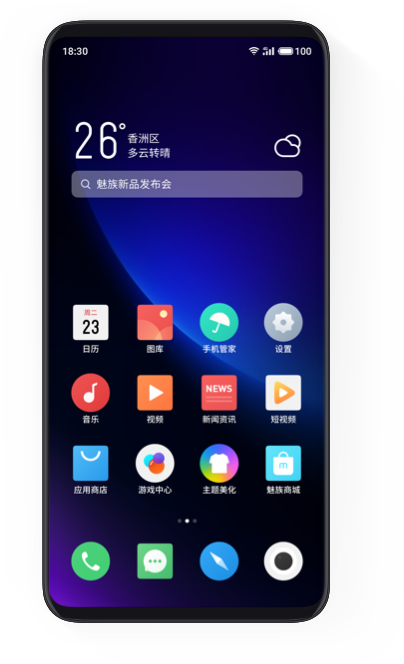 18:30
100
26°
香洲区
多云转晴
魅族新品发布会
周二
23
日历
图库
手机管家
设置
NEWS
音乐
视频
新闻资讯
短视频
m
应用商店
游戏中心
主题美化
魅族商城